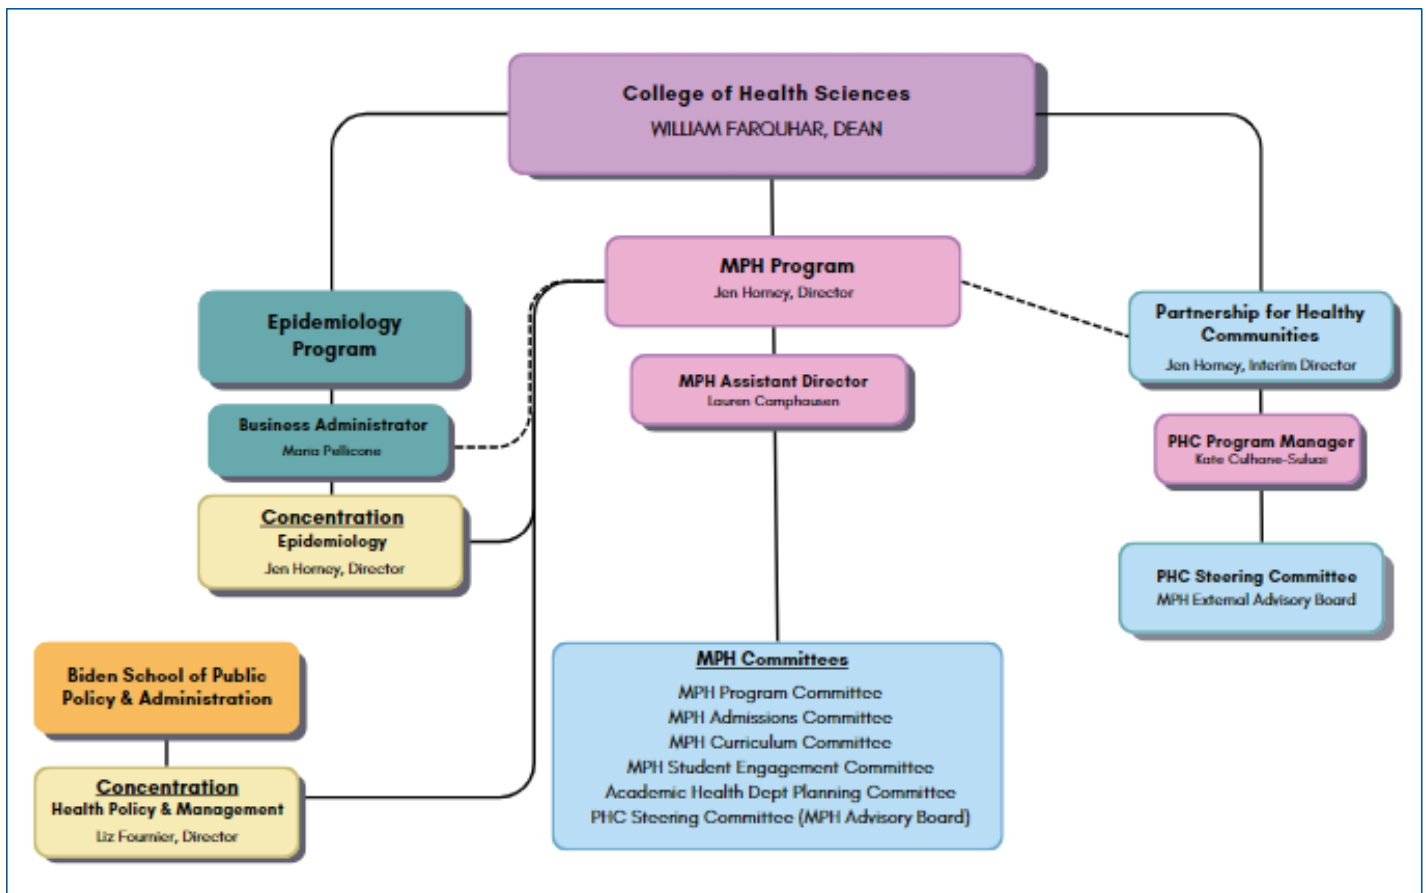 College of Health Sciences
WILLIAM FARQUHAR, DEAN
MPH Program
Jen Horney, Director
Epidemiology
Program
Partnership for Healthy
Communities
Jen Horney, Interim Director
MPH Assistant Director
Lauren Camphausen
Business Administrator
Maria Pellicone
PHC Program Manager
Kate Culhane-Suluai
Concentration
Epidemiology
Jen Horney, Director
PHC Steering Committee
MPH External Advisory Board
Biden School of Public
Policy & Administration
Concentration
Health Policy & Management
Liz Fournier, Director
MPH Committees
MPH Program Committee
MPH Admissions Committee
MPH Curriculum Committee
MPH Student Engagement Committee
Academic Health Dept Planning Committee
PHC Steering Committee (MPH Advisory Board)